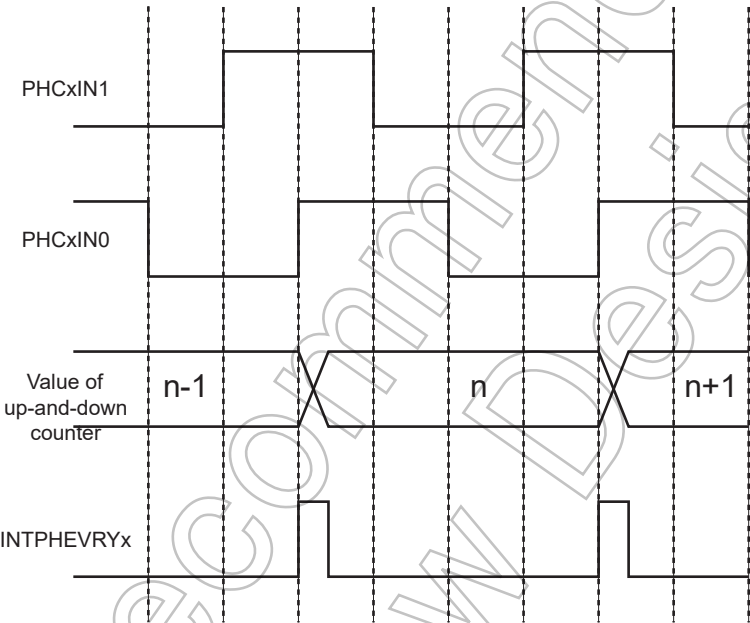 PHCxIN1
PHCxIN0
Value of
up-and-down
counter
n-1
n
n+1
INTPHEVRYx